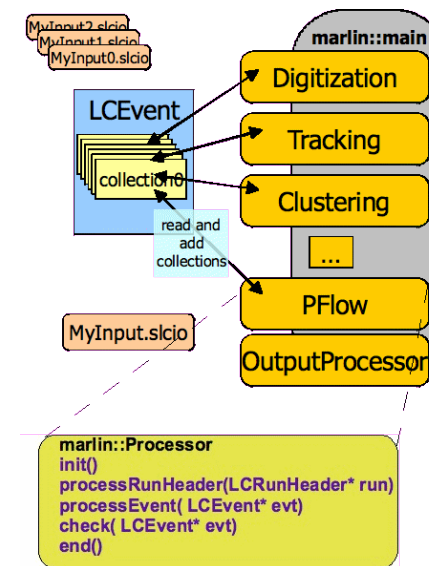 MyInput2.slcio
MyInput1.slcio
MyInput0.slcio
marlin::main
Digitization
LCEvent
Tracking
collection0
Clustering
read and
add
collections
...
PFlow
MyInput.slcio
OutputProcessor
marlin::Processor
init()
processRunHeader(LCRunHeader* run)
processEvent( LCEvent* evt)
check( LCEvent* evt)
end()